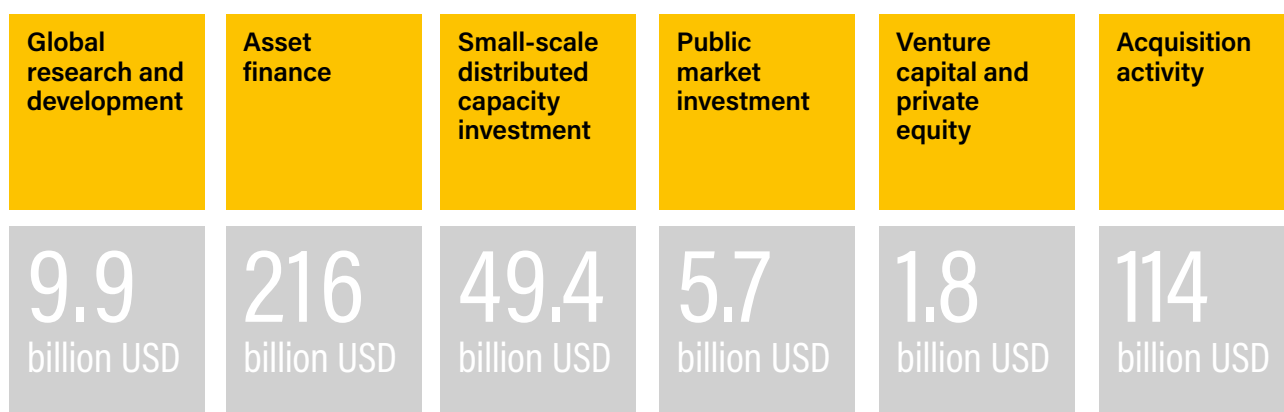 Global
research and
development
Asset
finance
Small-scale
distributed
capacity
investment
Public
market
investment
Venture
capital and
private
equity
Acquisition
activity
9.9
billion USD
216
billion USD
49.4
billion USD
5.7
billion USD
1.8
billion USD
114
billion USD